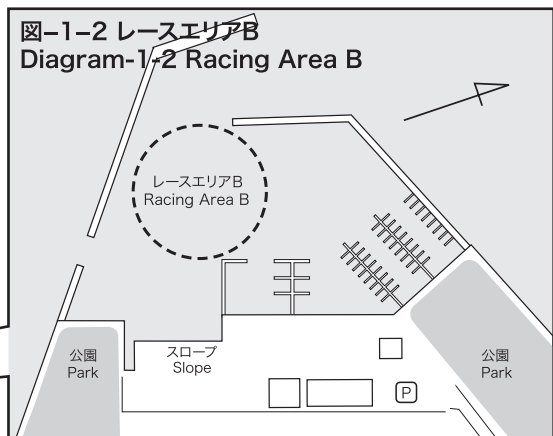 図−1−2 レースエリアB
Diagram-1-2 Racing Area B
レースエリアB
Racing Area B
スロープ
Slope
公園
Park
公園
Park
P